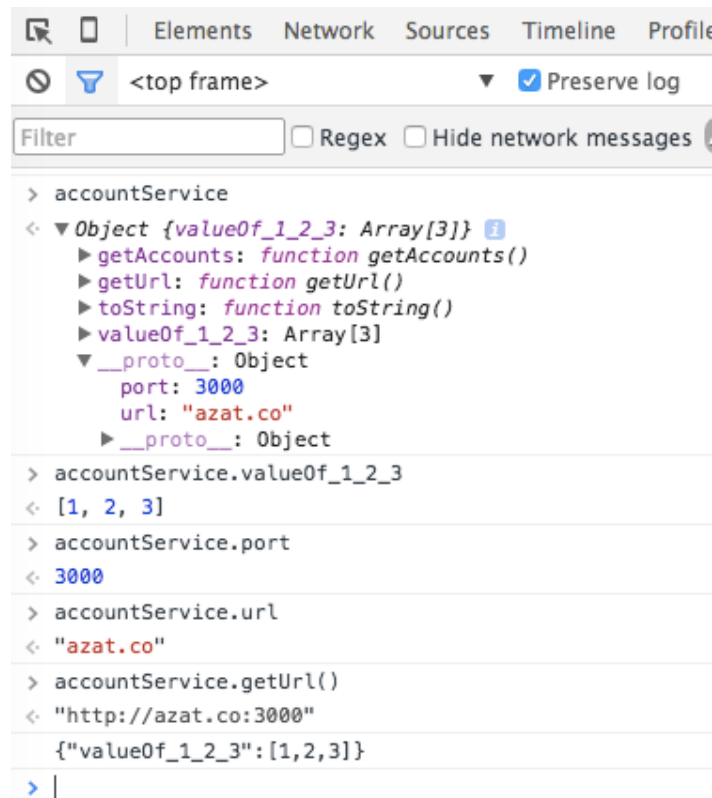 Elements Network Sources Timeline Profile
<top frame> ▼ Preserve log
Filter Regex Hide network messages
> accountService
<· ▼Object {valueOf_1_2_3: Array[3]} i
▶getAccounts: function getAccounts()
▶getUrl: function getUrl()
▶toString: function toString()
▶valueOf_1_2_3: Array[3]
▼__proto__: Object
port: 3000
url: "azat.co"
▶__proto__: Object
> accountService.valueOf_1_2_3
<· [1, 2, 3]
> accountService.port
<· 3000
> accountService.url
<· "azat.co"
> accountService.getUrl()
<· "http://azat.co:3000"
{"valueOf_1_2_3":[1,2,3]}
>